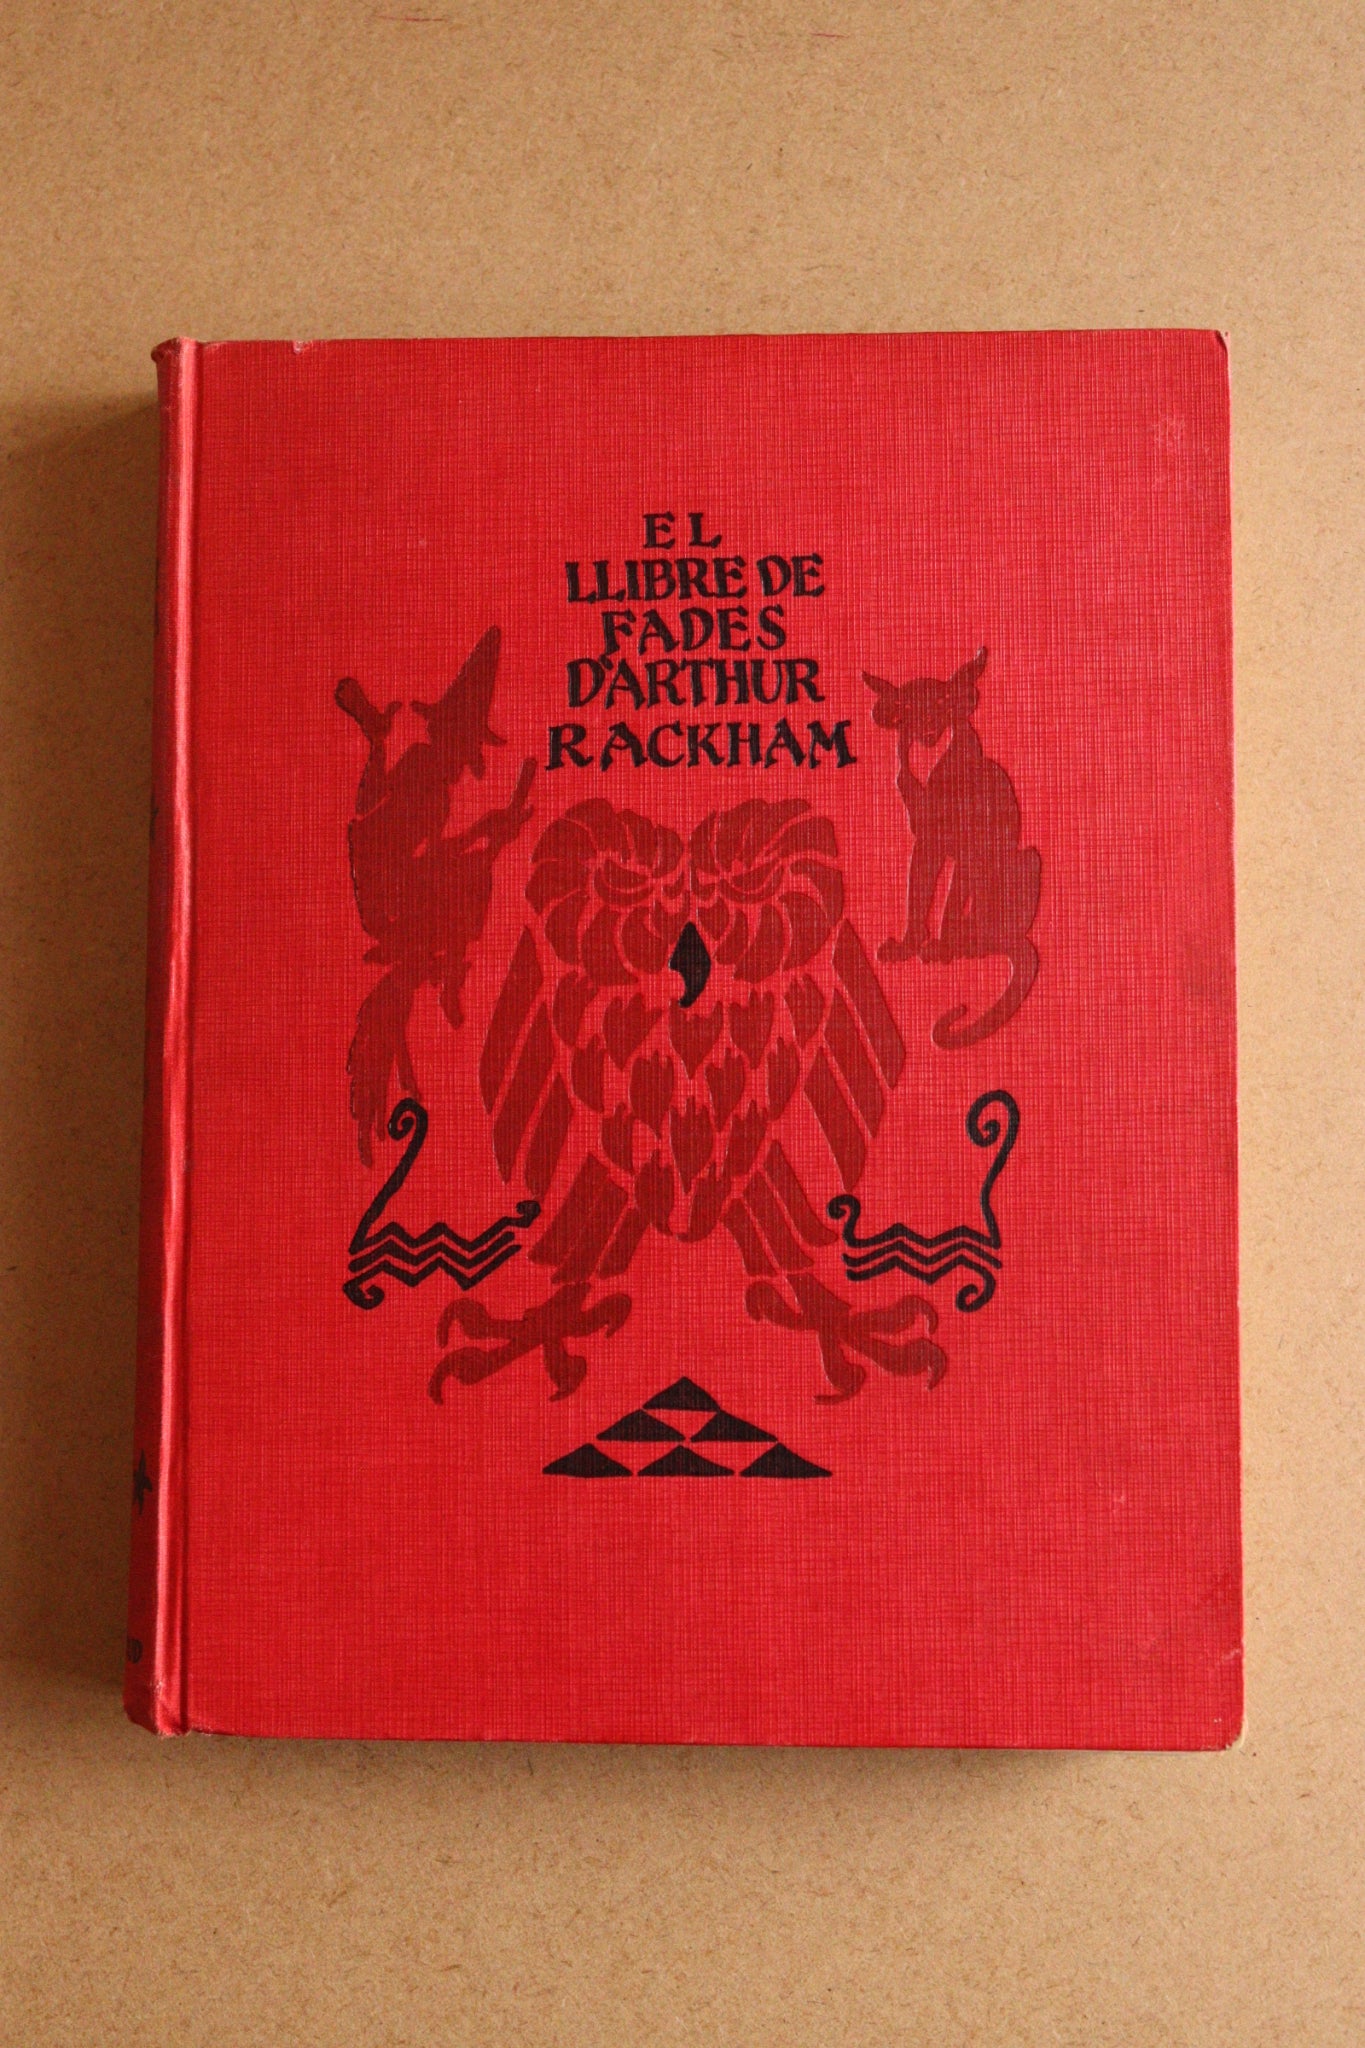 EL
LLIBRE DE
FADES
D'ARTHUR
RACKHAM